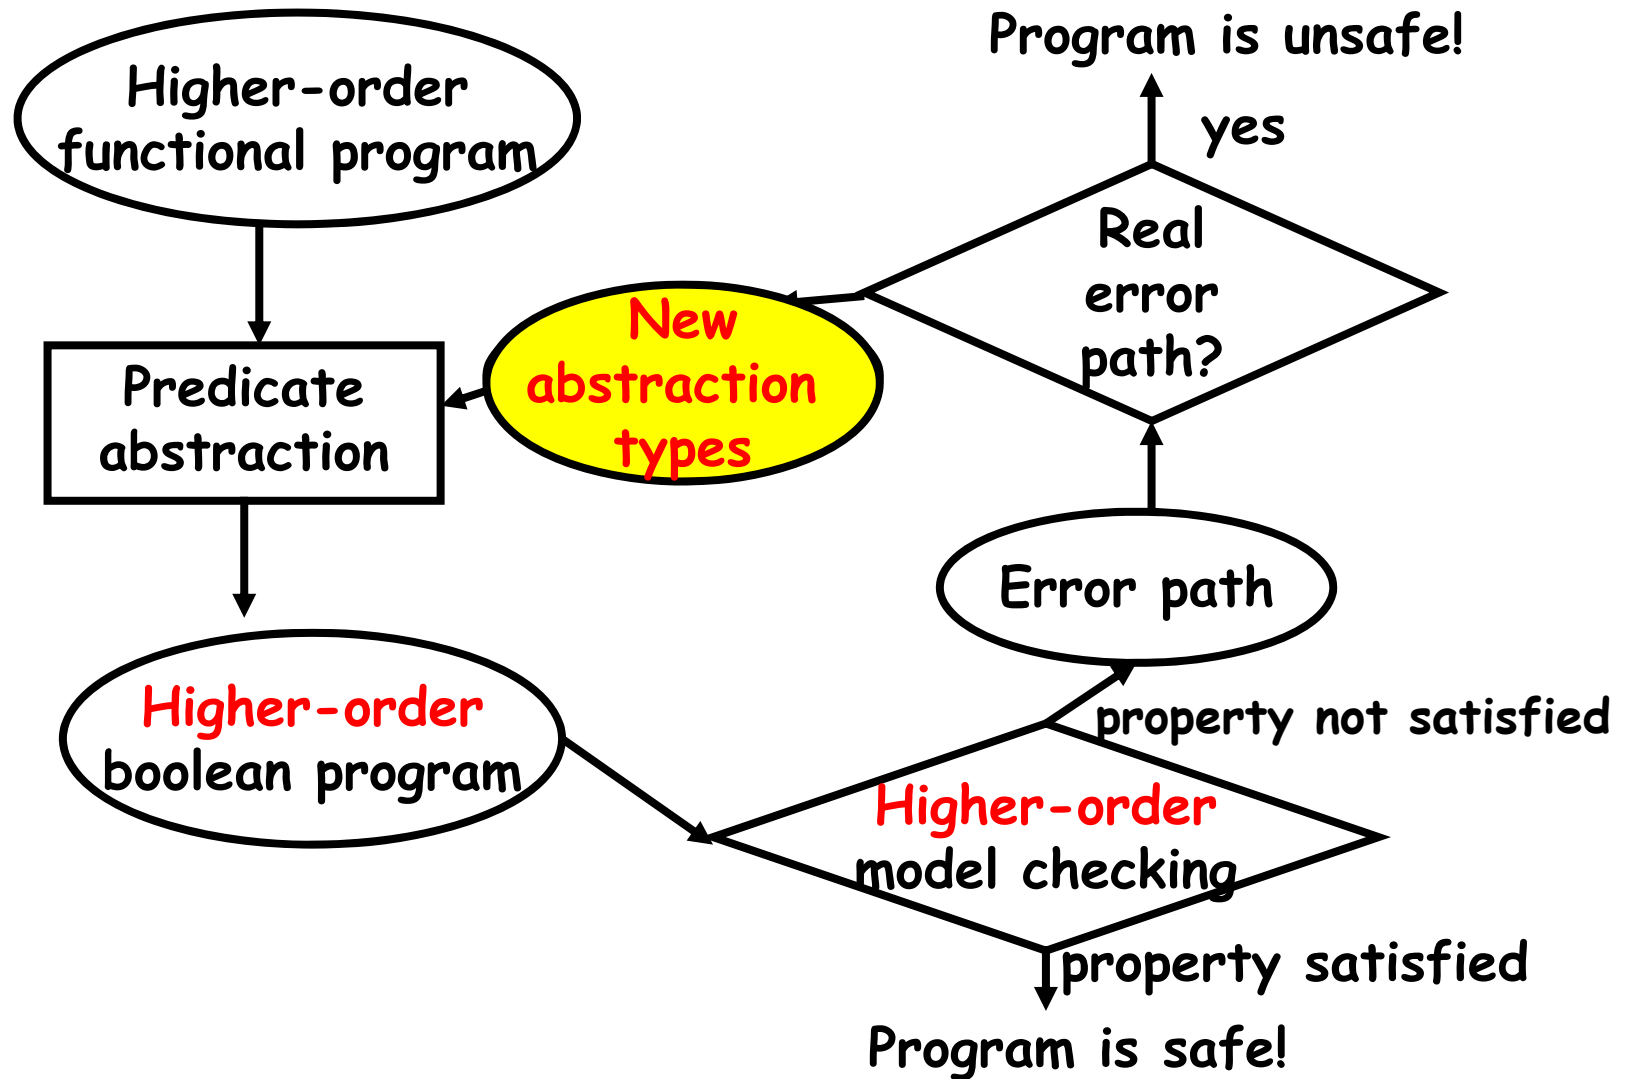 Higher-order
functional program
Predicate
abstraction
Higher-order
boolean program
New
abstraction
types
Program is unsafe!
yes
Real
error
path?
Error path
property not satisfied
Higher-order
model checking
property satisfied
Program is safe!